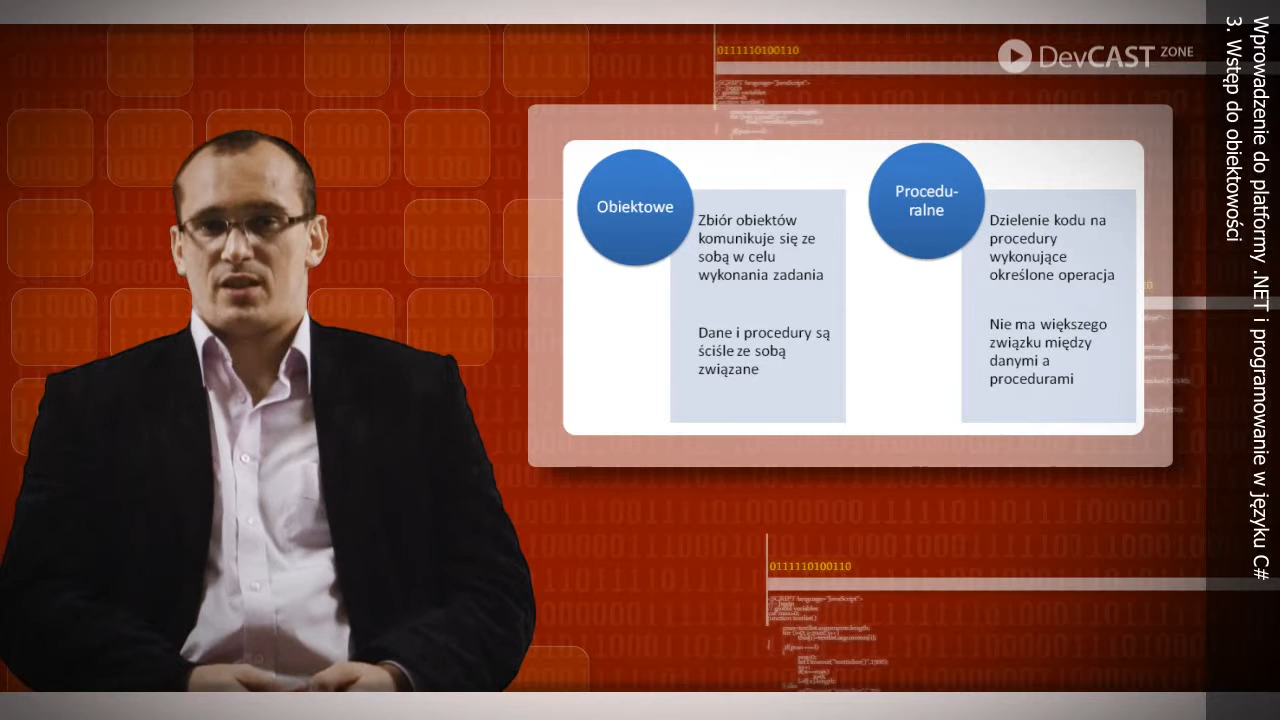 0111110100110
DevCAST ZONE
Wprowadzenie do platformy .NET i programowanie w języku C#
3. Wstęp do obiektowości
Obiektowe
Zbiór obiektów
komunikuje się ze
sobą w celu
wykonania zadania
Dane i procedury są
ściśle ze sobą
związane
Procedu-
ralne
Dzielenie kodu na
procedury
wykonujące
określone operacja
Nie ma większego
związku między
danymi a
procedurami
0111110100110